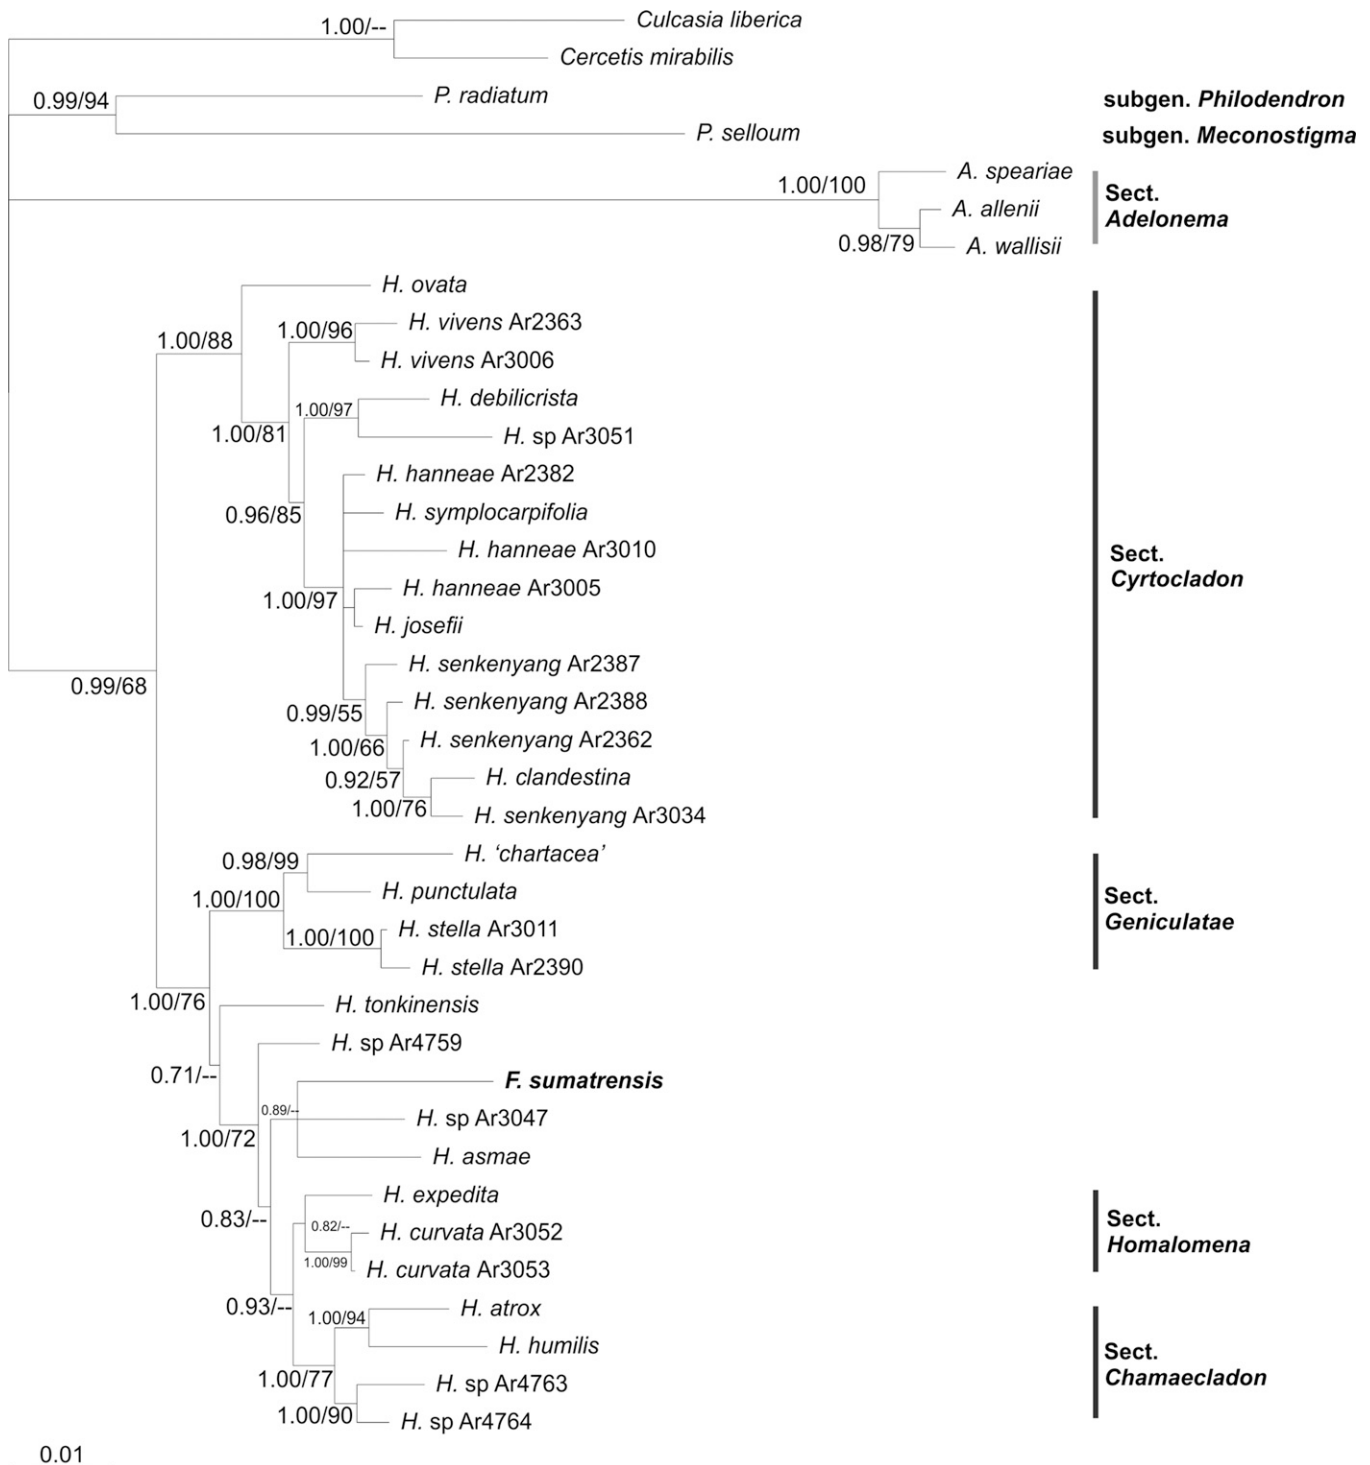 1.00/--
Culcasia liberica
Cercetis mirabilis
0.99/94
P. radiatum
subgen. Philodendron
P. selloum
subgen. Meconostigma
1.00/100
A. speariae
Sect.
Adelonema
A. allenii
0.98/79
A. wallisii
H. ovata
1.00/88
1.00/96
H. vivens Ar2363
H. vivens Ar3006
1.00/97
H. debilicrista
1.00/81
H. sp Ar3051
H. hanneae Ar2382
0.96/85
H. symplocarpifolia
H. hanneae Ar3010
Sect.
Cyrtocladon
1.00/97
H. hanneae Ar3005
H. josefii
H. senkenyang Ar2387
0.99/68
0.99/55
H. senkenyang Ar2388
1.00/66
H. senkenyang Ar2362
0.92/57
H. clandestina
1.00/76
H. senkenyang Ar3034
0.98/99
H. ‘chartacea’
1.00/100
H. punctulata
Sect.
Geniculatae
1.00/100
H. stella Ar3011
H. stella Ar2390
1.00/76
H. tonkinensis
H. sp Ar4759
0.71/--
F. sumatrensis
0.89/--
H. sp Ar3047
1.00/72
H. asmae
H. expedita
0.83/--
0.82/--
H. curvata Ar3052
Sect.
Homalomena
1.00/99
H. curvata Ar3053
0.93/--
1.00/94
H. atrox
H. humilis
Sect.
Chamaecladon
1.00/77
H. sp Ar4763
1.00/90
H. sp Ar4764
0.01